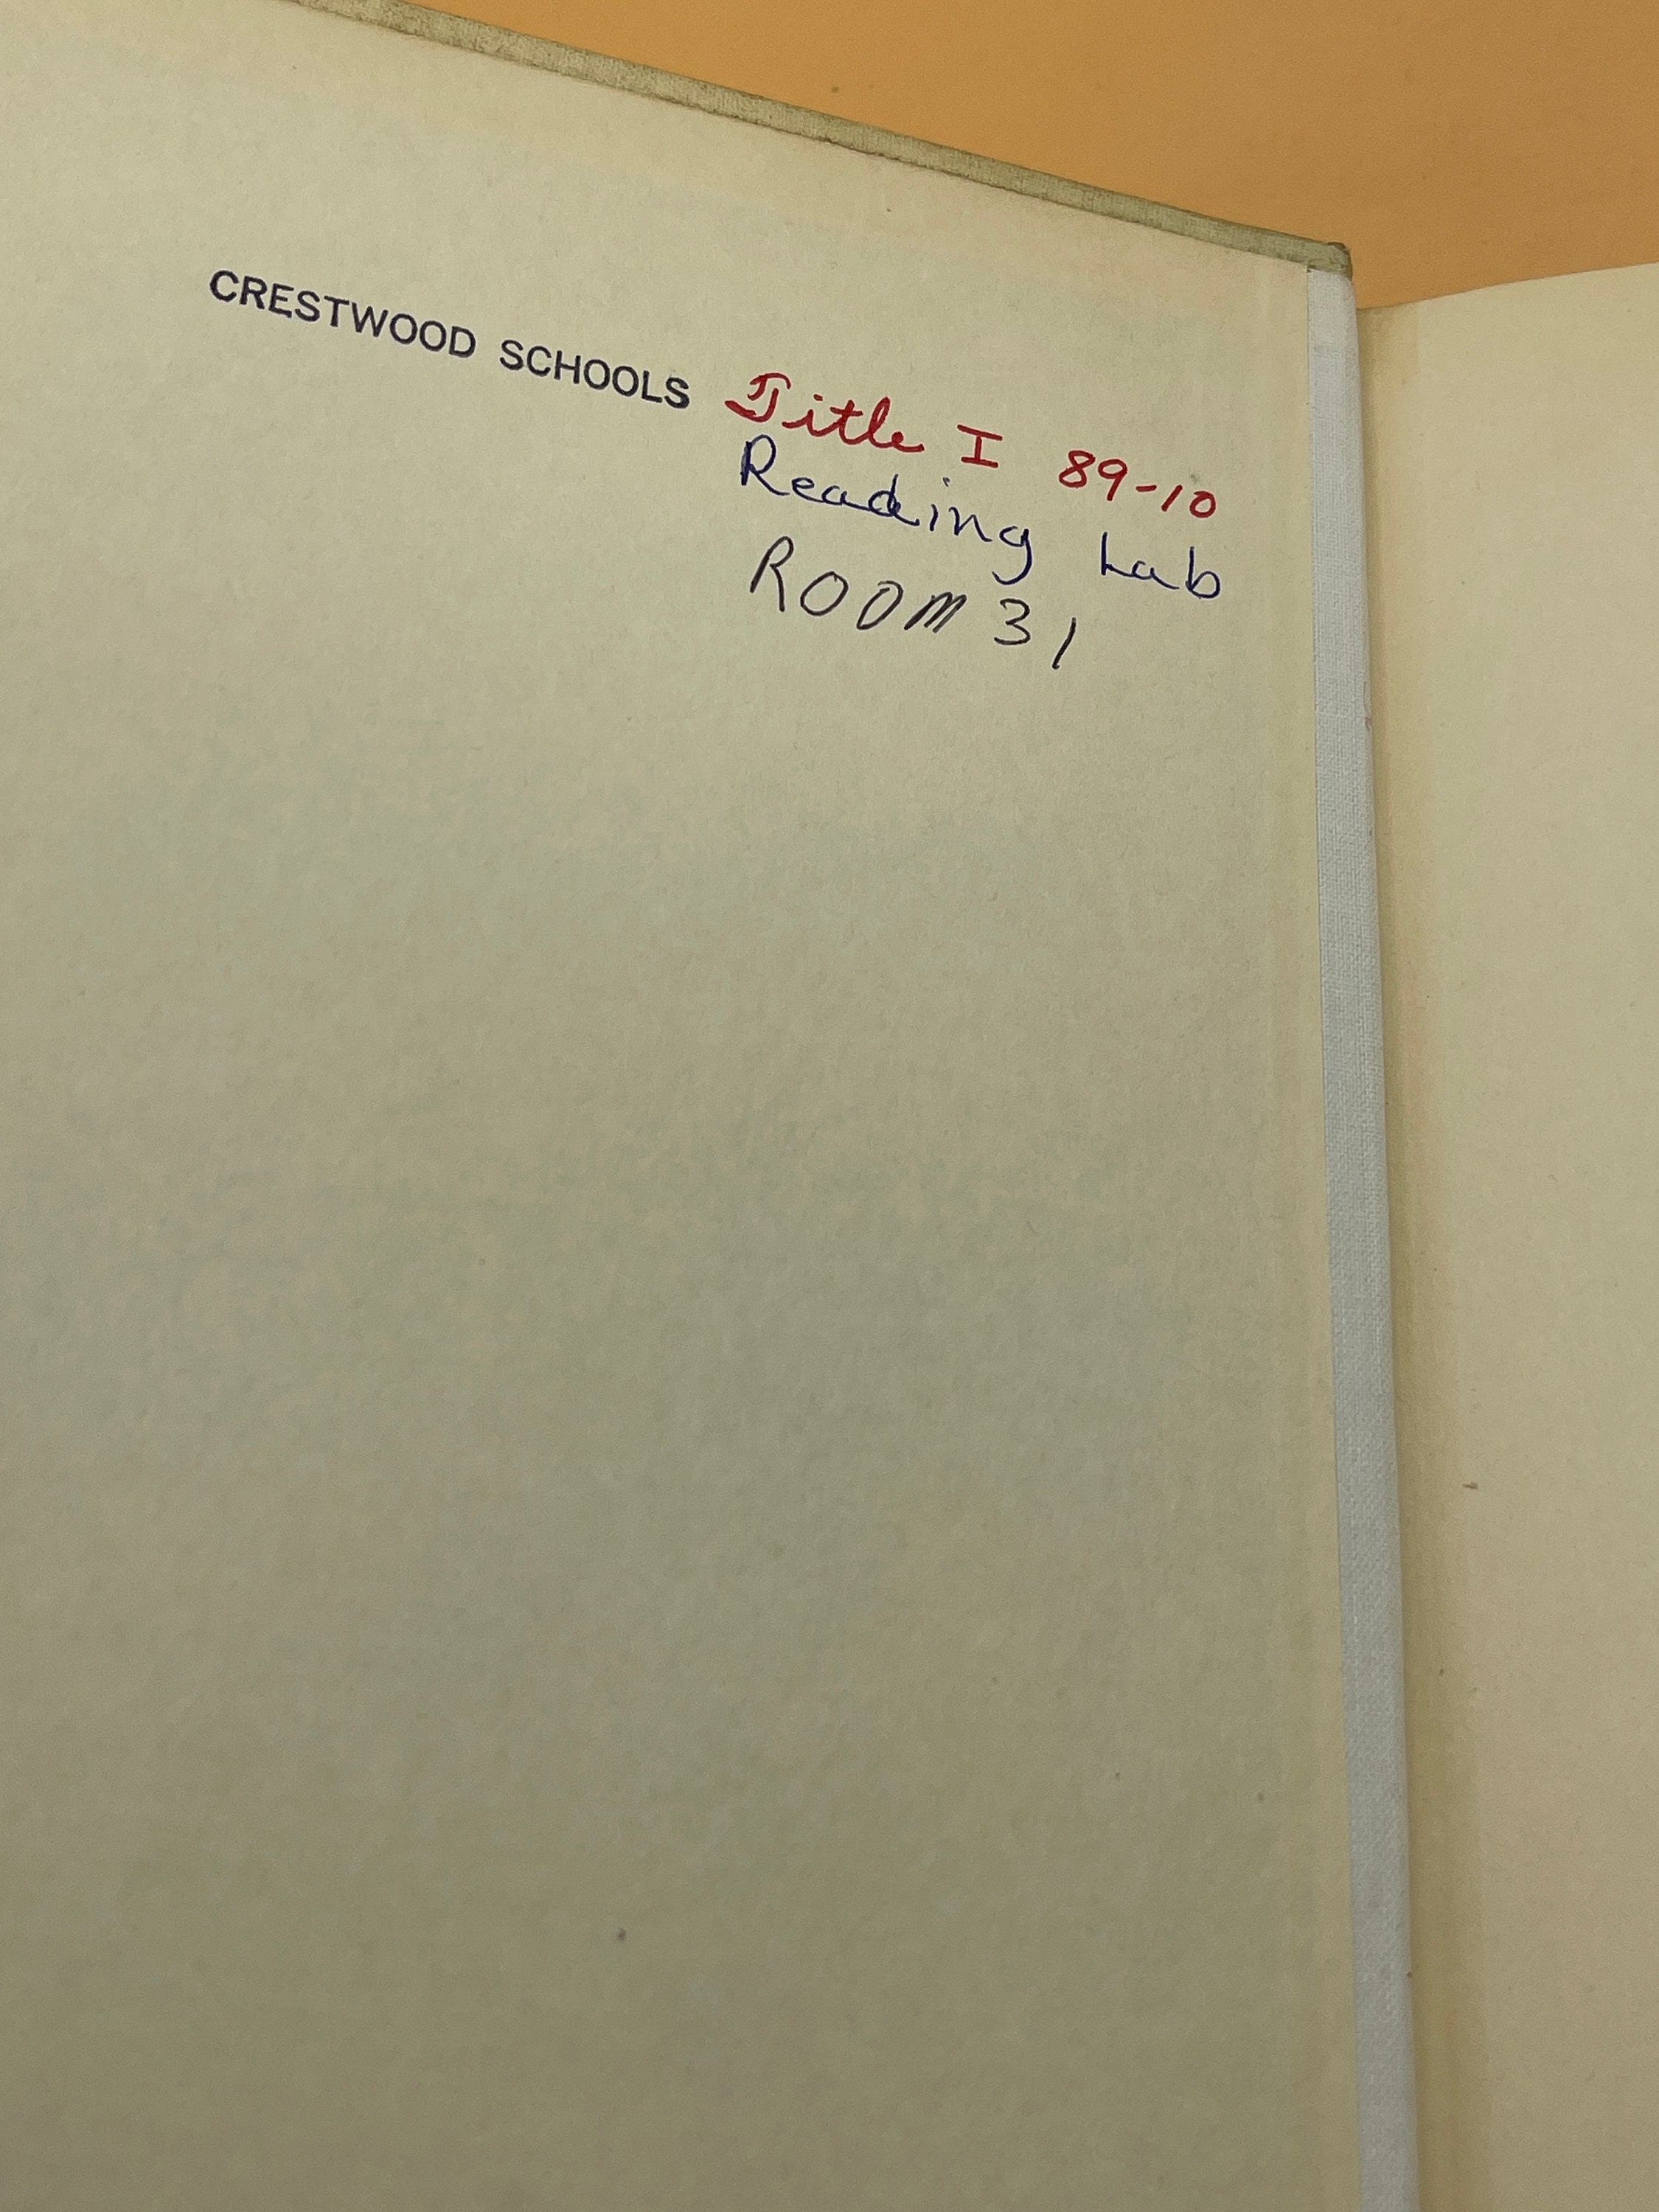 CRESTWOOD SCHOOLS Title I 89-10
Reading Lab
ROOM 31